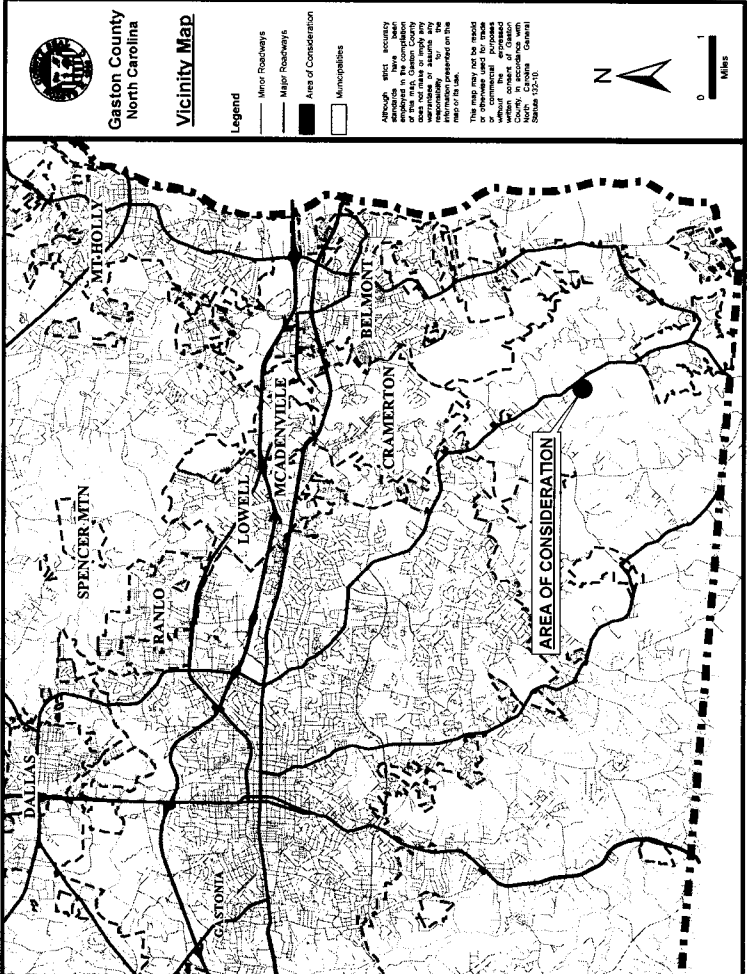 Gaston County
North Carolina
Vicinity Map
Legend
Minor Roadways
Major Roadways
Area of Consideration
Municipalities
Although strict accuracy
standards have been
employed in the compilation
of this map, Gaston County
does not make or imply any
warranties or assume any
responsibility for the
information presented on this
map or its use.
This map may not be resold
or otherwise used for trade
or commercial purposes
without the expressed
written consent of Gaston
County, in accordance with
North Carolina General
Statute 132-10.
N
0 1
Miles
MT HOLLY
SPENCER MTN
DALLAS
RANLO
LOWELL
MCADENVILLE
BELMONT
CRAMERTON
GASTONIA
AREA OF CONSIDERATION